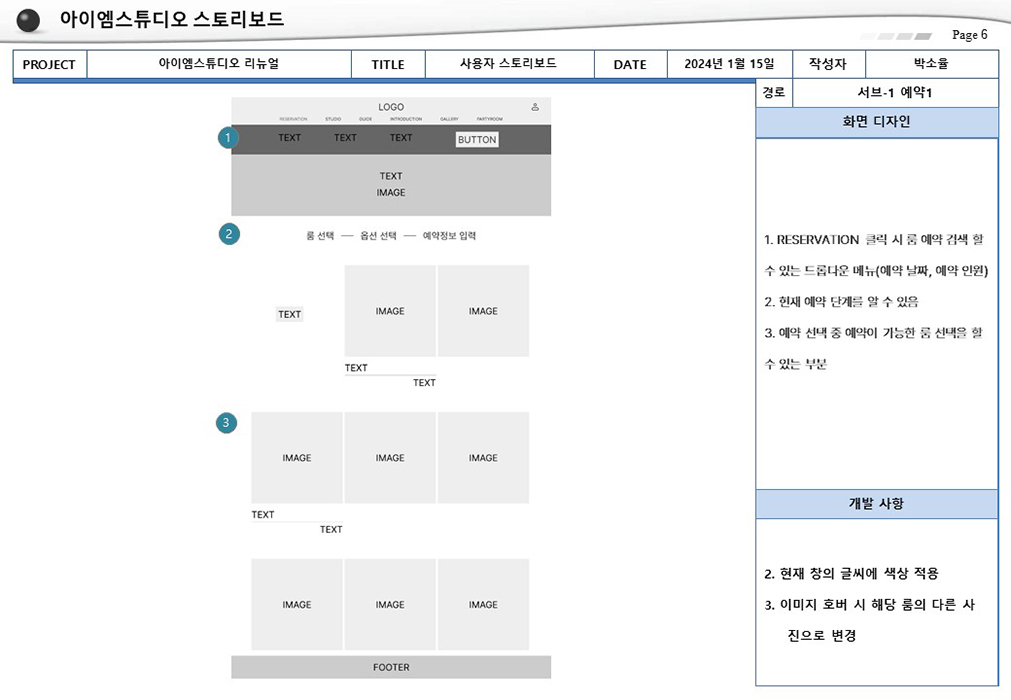 아이엠스튜디오 스토리보드
Page 6
PROJECT 아이엠스튜디오 리뉴얼 TITLE 사용자 스토리보드 DATE 2024년 1월 15일 작성자 박소율
경로 서브-1 예약1
LOGO
RESERVATION STUDIO GUIDE INTRODUCTION GALLERY PARTYROOM
1 TEXT TEXT TEXT BUTTON
TEXT
IMAGE
2 룸 선택 — 옵션 선택 — 예약정보 입력
TEXT IMAGE IMAGE
TEXT
TEXT
3
IMAGE IMAGE IMAGE
TEXT
TEXT
IMAGE IMAGE IMAGE
FOOTER
화면 디자인
1. RESERVATION 클릭 시 룸 예약 검색 할
수 있는 드롭다운 메뉴(예약 날짜, 예약 인원)
2. 현재 예약 단계를 알 수 있음
3. 예약 선택 중 예약이 가능한 룸 선택을 할
수 있는 부분
개발 사항
2. 현재 창의 글씨에 색상 적용
3. 이미지 호버 시 해당 룸의 다른 사
진으로 변경